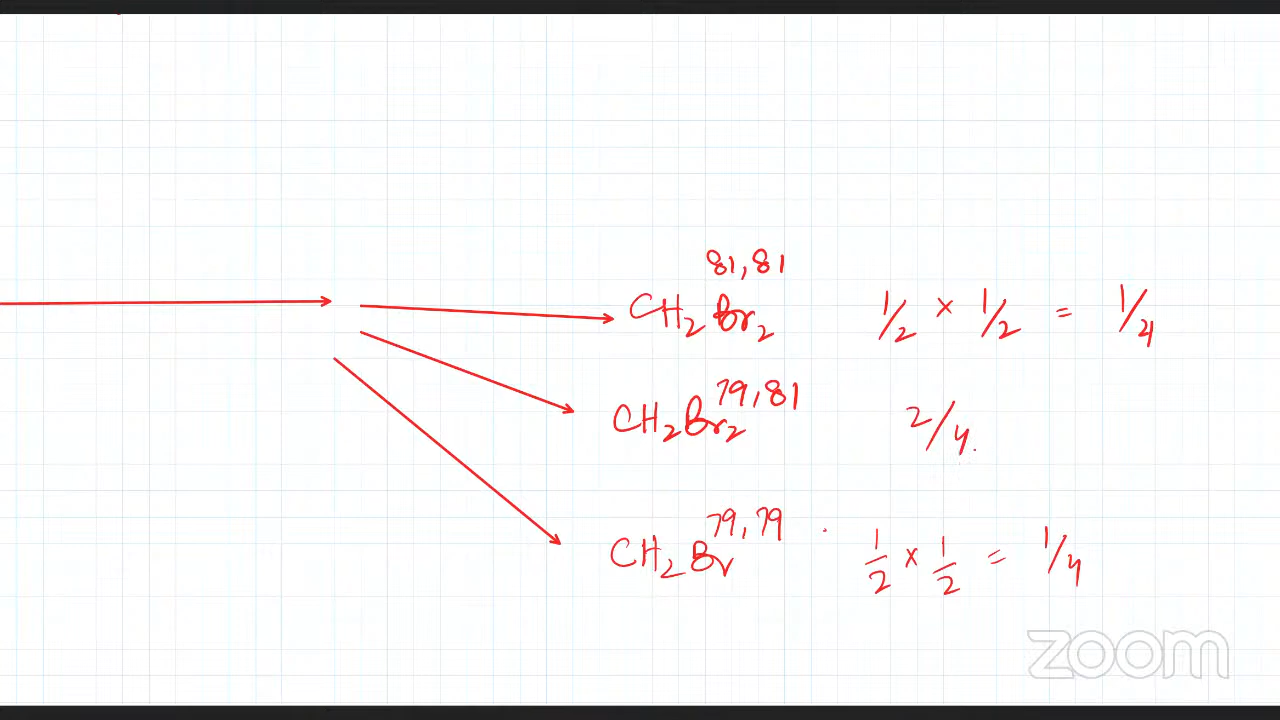 81, 81
CH₂Br₂ 1/2 × 1/2 = 1/4
79, 81
CH₂Br₂ 2/4.
79, 79
CH₂Br 1/2 × 1/2 = 1/4
zoom